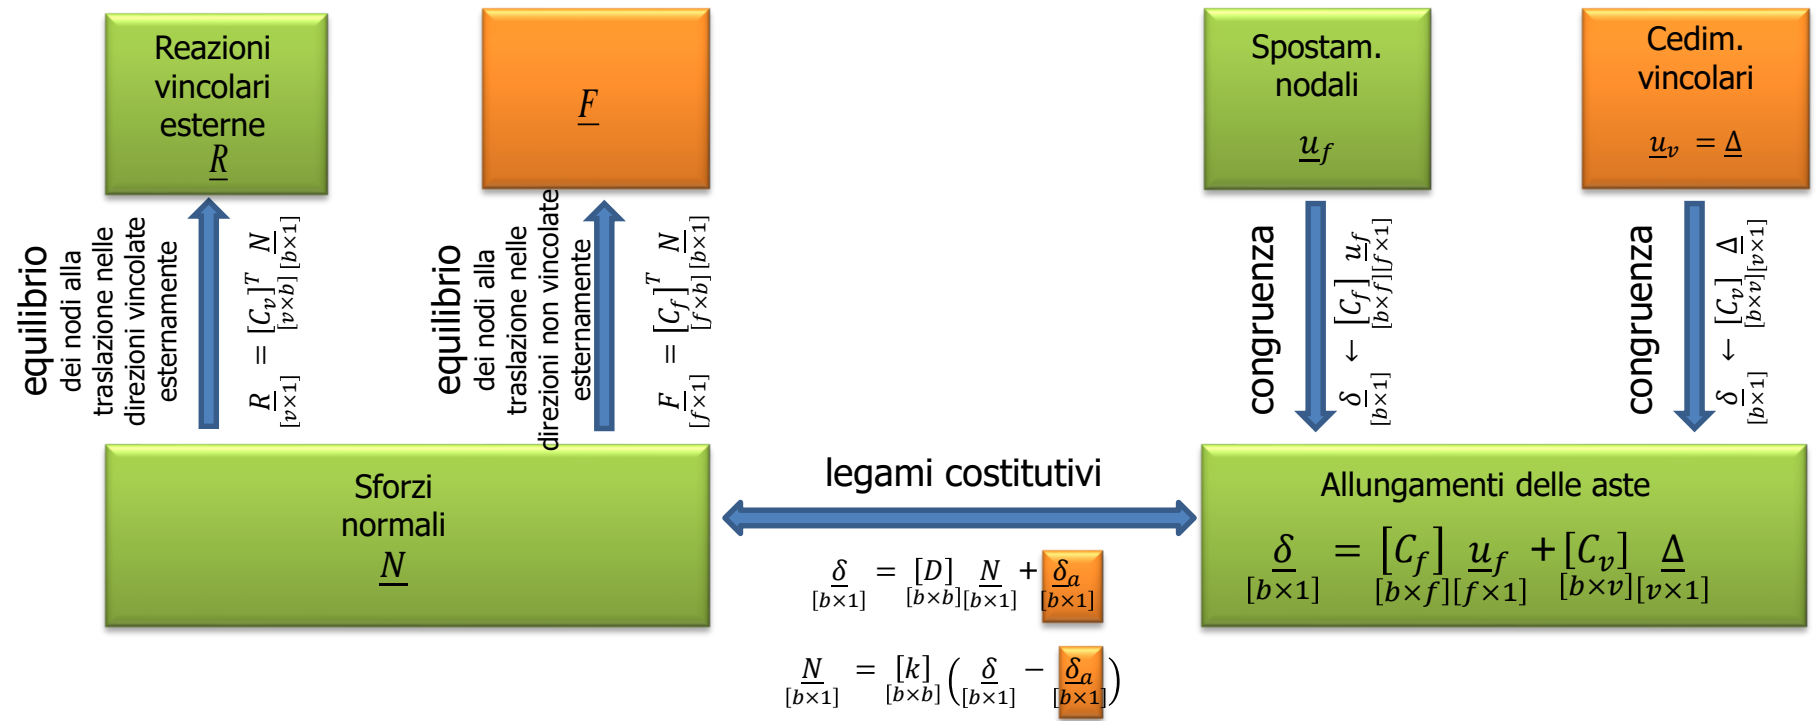 Reazioni
vincolari
esterne
R
F
Spostam.
nodali
u_f
Cedim.
vincolari
u_v = Δ
equilibrio
dei nodi alla
traslazione nelle
direzioni vincolate
esternamente
R = [C_v]^T N
[v×1] [v×b] [b×1]
equilibrio
dei nodi alla
traslazione nelle
direzioni non vincolate
esternamente
F = [C_f]^T N
[f×1] [f×b] [b×1]
congruenza
δ ← [C_f] u_f
[b×1] [b×f][f×1]
congruenza
δ ← [C_v] Δ
[b×1] [b×v][v×1]
Sforzi
normali
N
legami costitutivi
δ = [D] N + δ_a
[b×1] [b×b][b×1] [b×1]
N = [k] (δ − δ_a)
[b×1] [b×b] [b×1] [b×1]
Allungamenti delle aste
δ = [C_f] u_f + [C_v] Δ
[b×1] [b×f][f×1] [b×v][v×1]